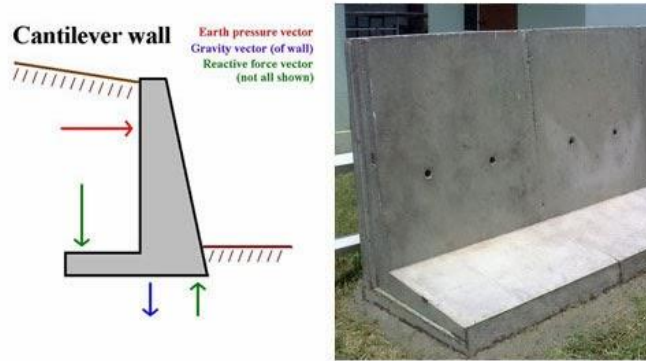 Cantilever wall
Earth pressure vector
Gravity vector (of wall)
Reactive force vector
(not all shown)